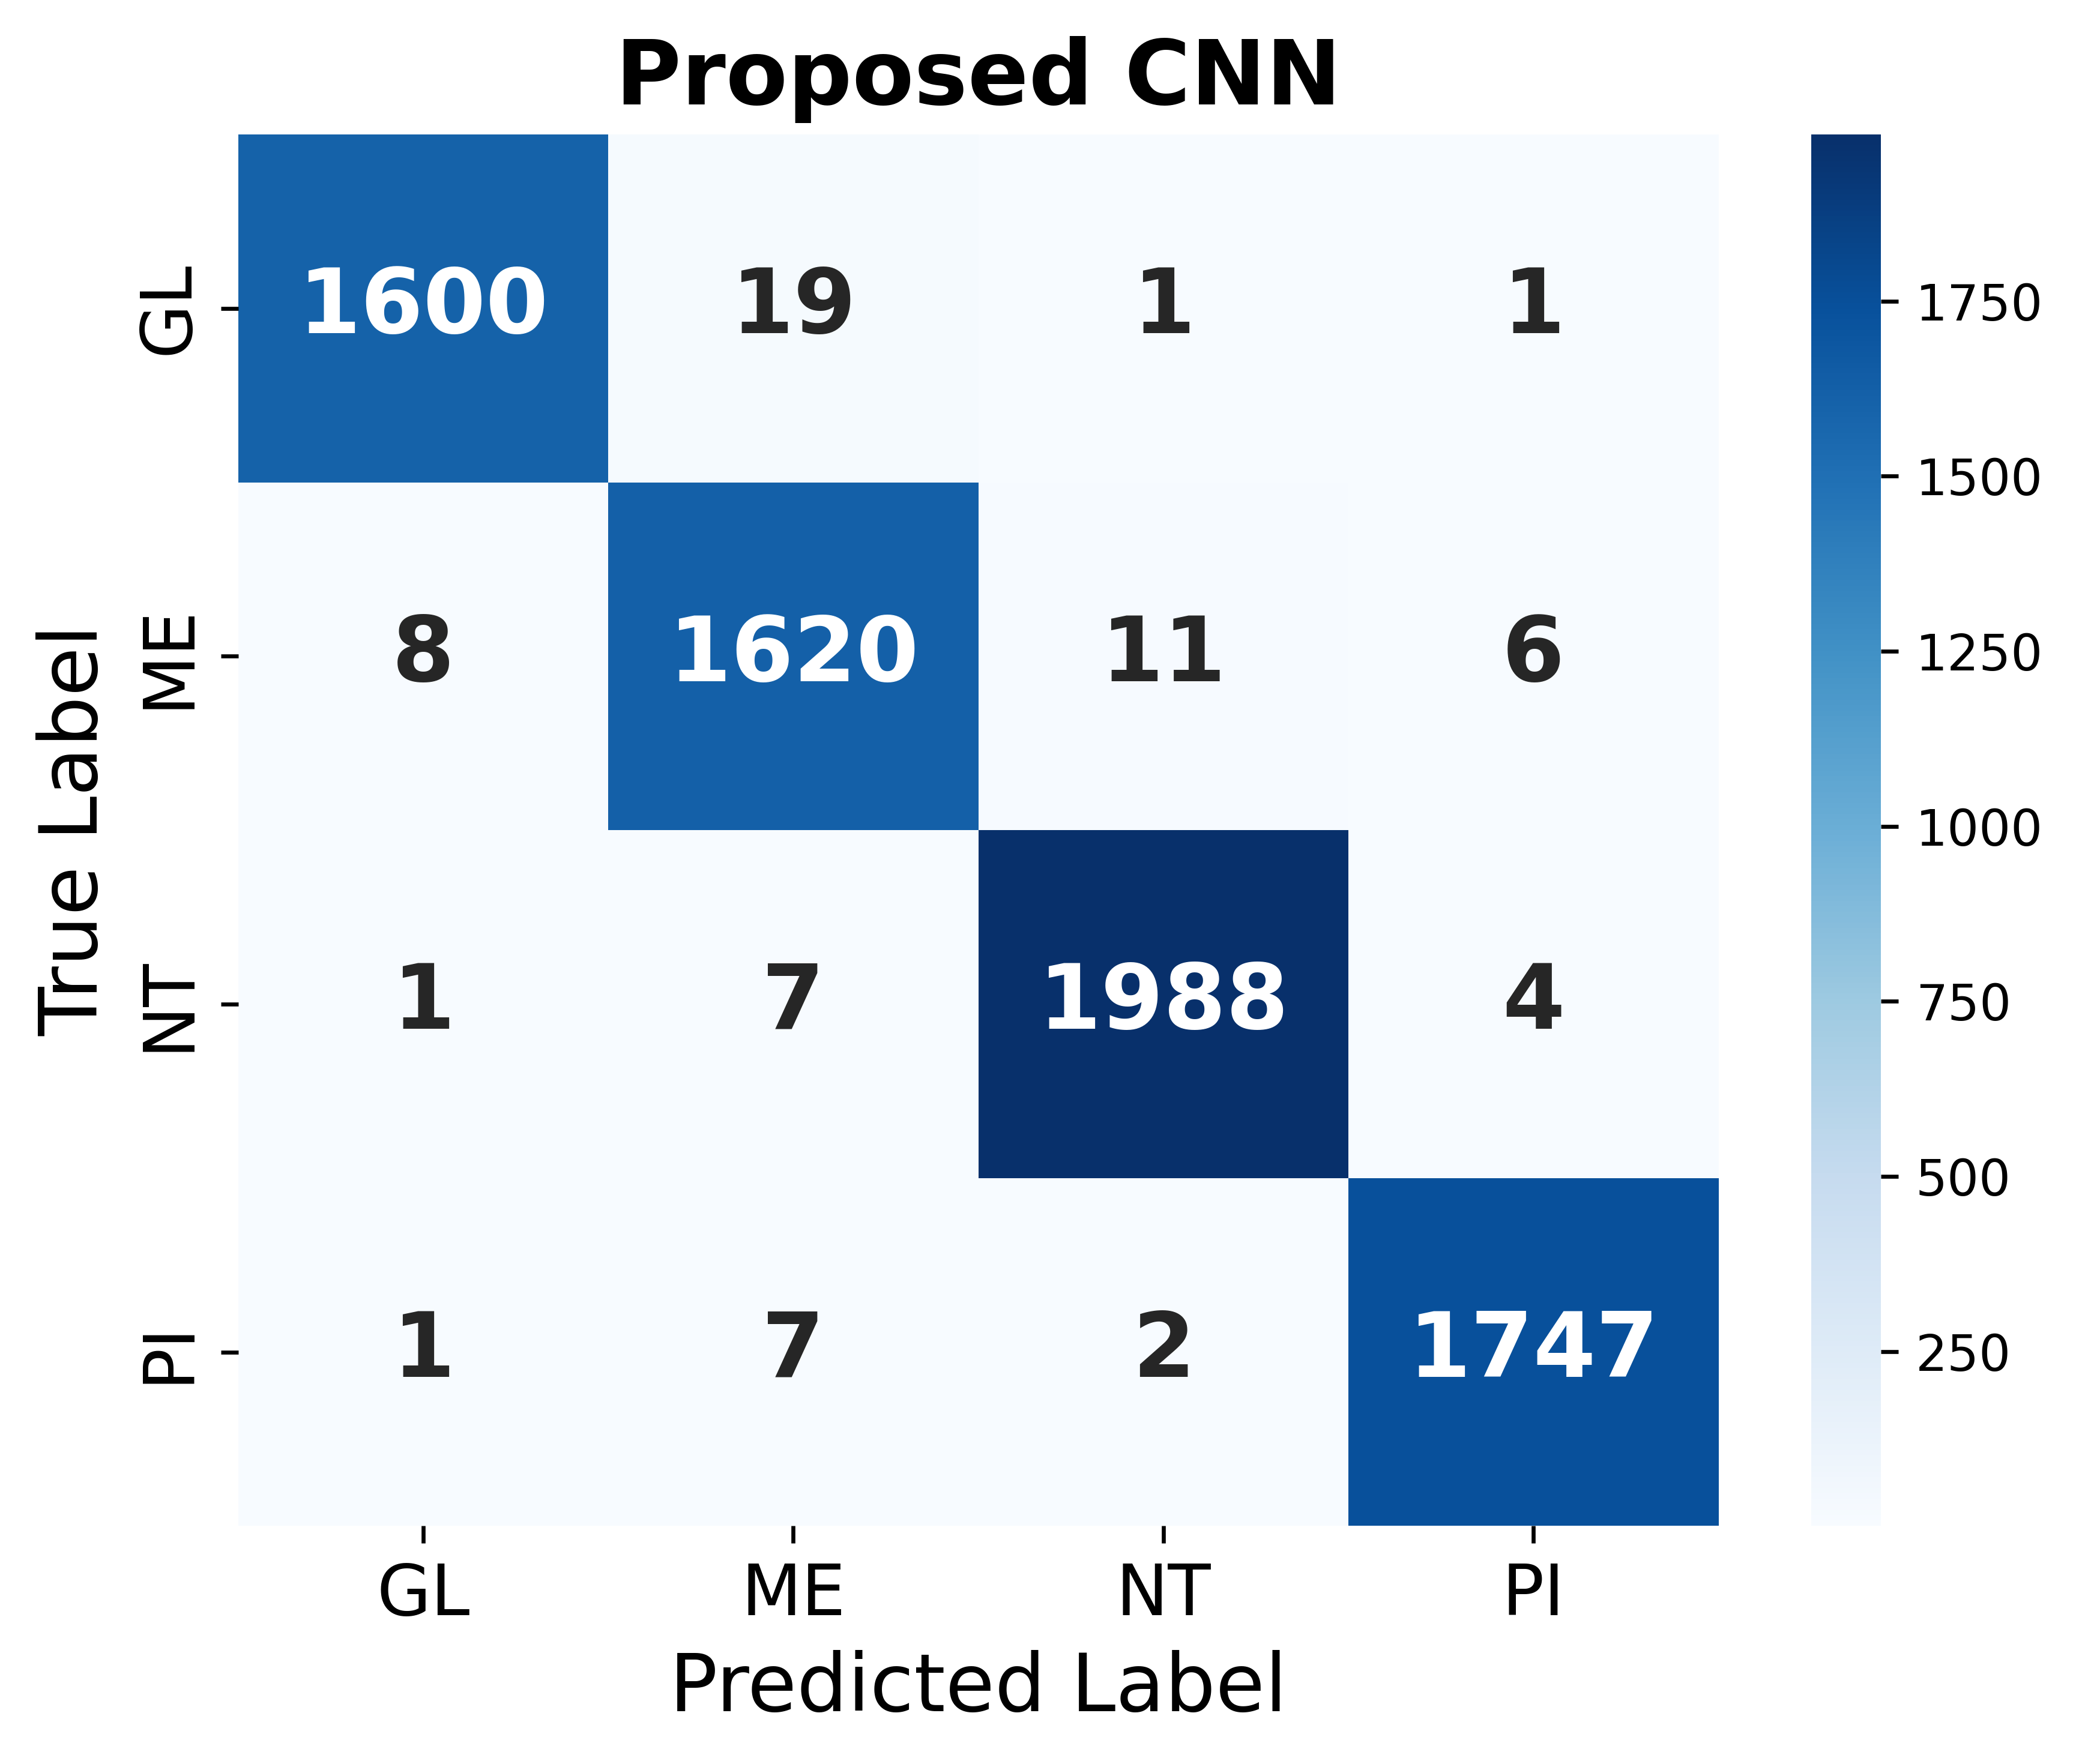 Proposed CNN
True Label
GL
1600 19 1 1
ME
8 1620 11 6
NT
1 7 1988 4
PI
1 7 2 1747
GL ME NT PI
Predicted Label
1750
1500
1250
1000
750
500
250